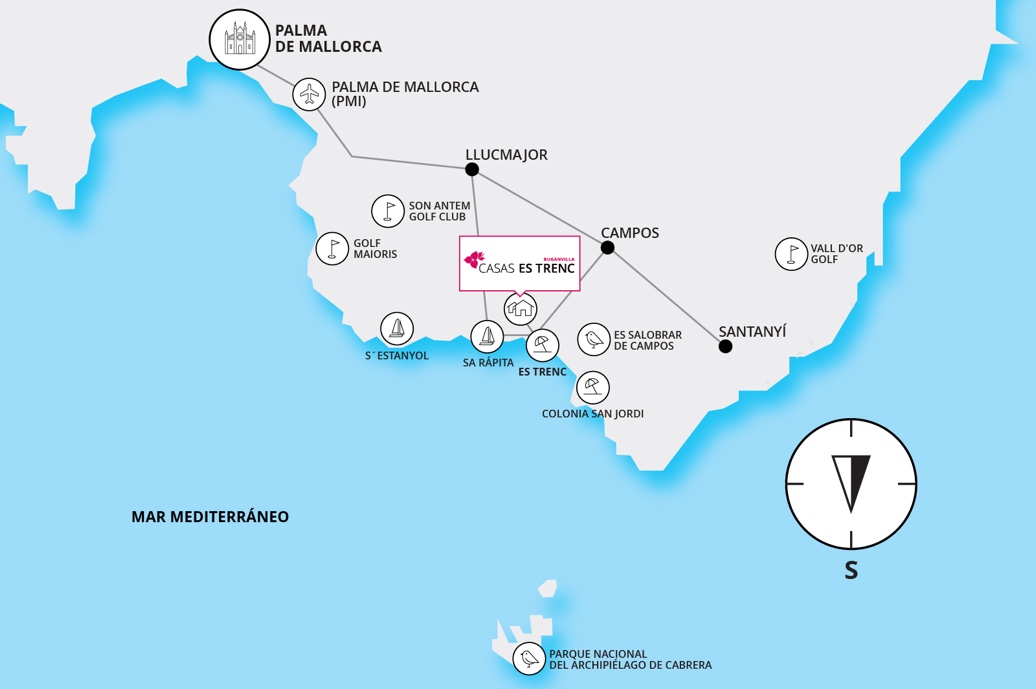 PALMA
DE MALLORCA
PALMA DE MALLORCA
(PMI)
LLUCMAJOR
SON ANTEM
GOLF CLUB
GOLF
MAIORIS
CAMPOS
VALL D'OR
GOLF
BUGANVILLA
CASAS ES TRENC
SANTANYÍ
ES SALOBRAR
DE CAMPOS
S´ESTANYOL
SA RÁPITA
ES TRENC
COLONIA SAN JORDI
MAR MEDITERRÁNEO
S
PARQUE NACIONAL
DEL ARCHIPIÉLAGO DE CABRERA